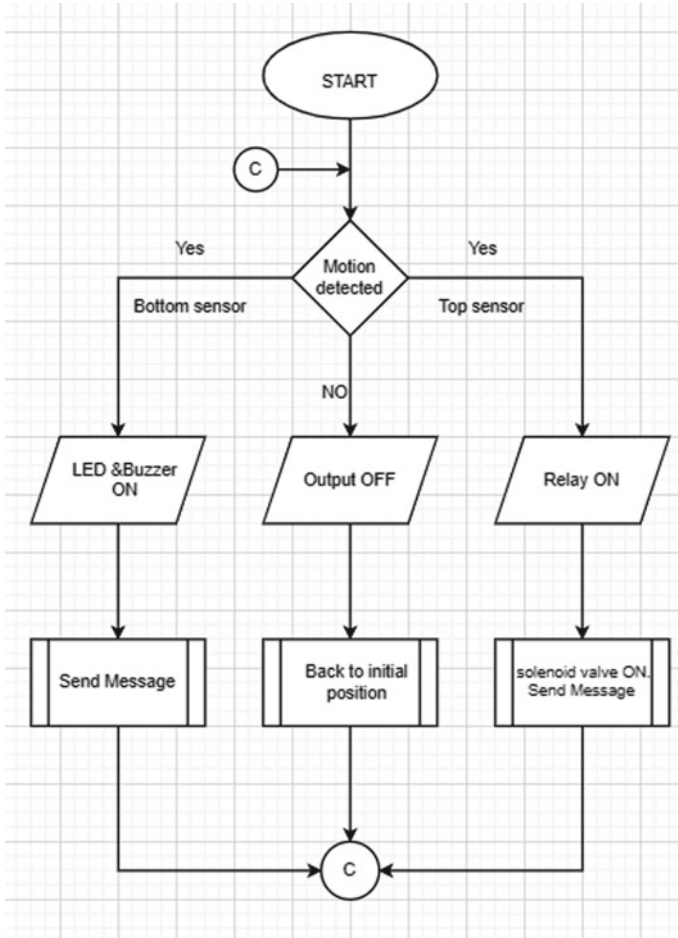 START
C
Yes
Yes
Motion
detected
Bottom sensor
Top sensor
NO
LED &Buzzer
ON
Output OFF
Relay ON
Send Message
Back to initial
position
solenoid valve ON.
Send Message
C